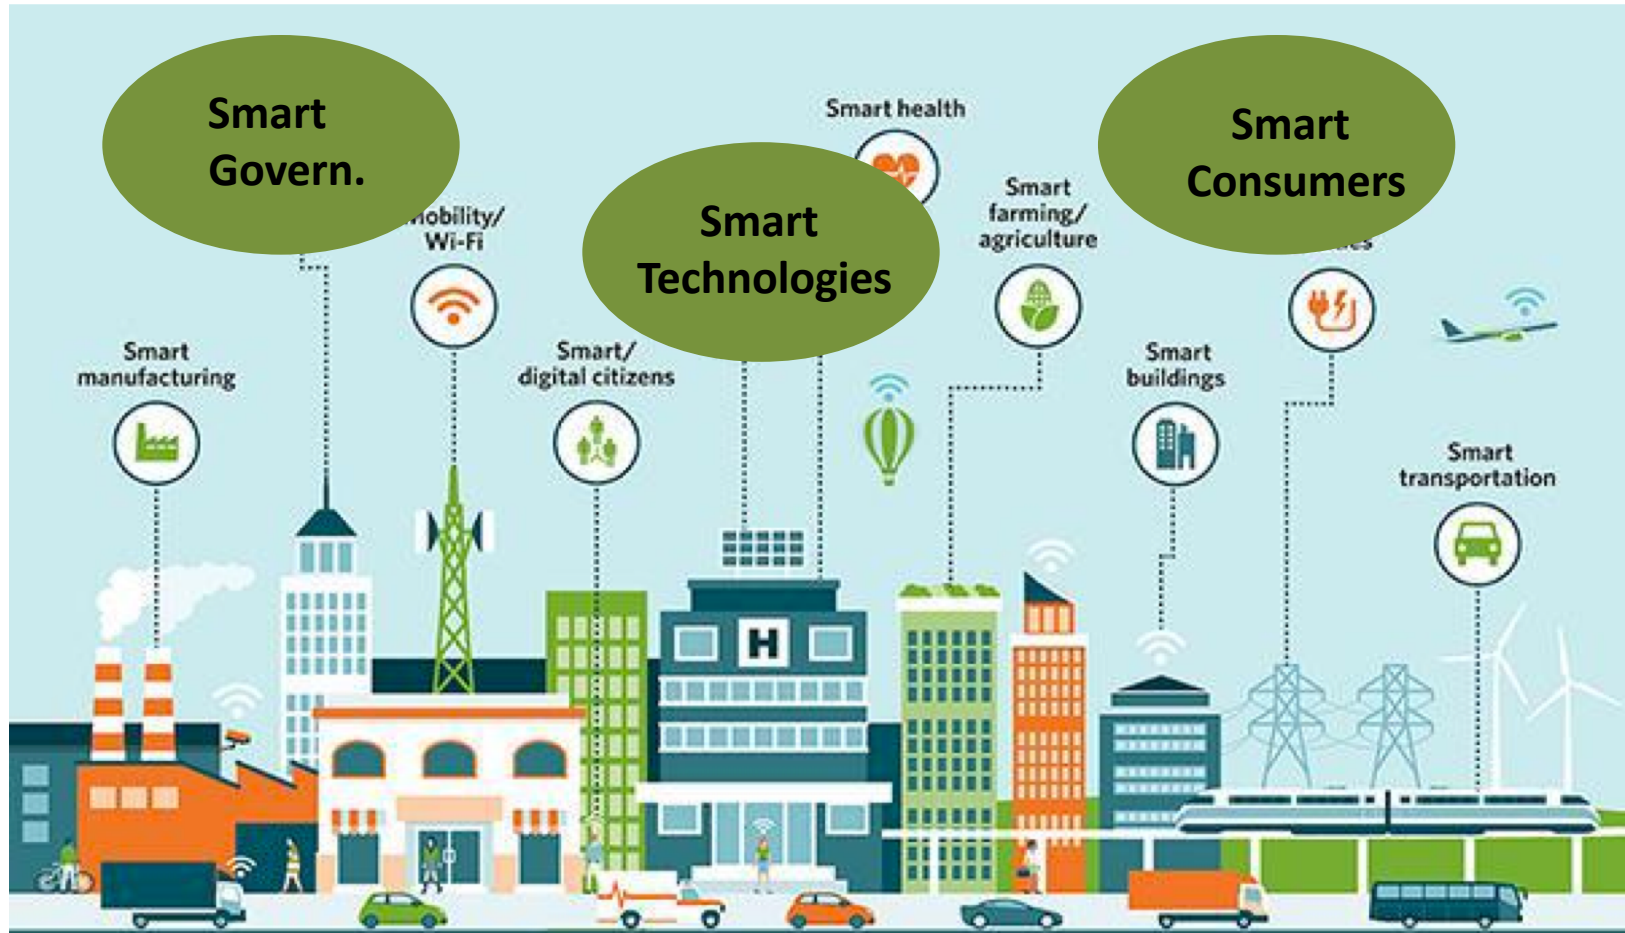 Smart
Govern.
Smart health
Smart
Consumers
Smart
Technologies
Smart
farming/
agriculture
Wi-Fi
Smart
manufacturing
Smart/
digital citizens
Smart
buildings
Smart
transportation
H